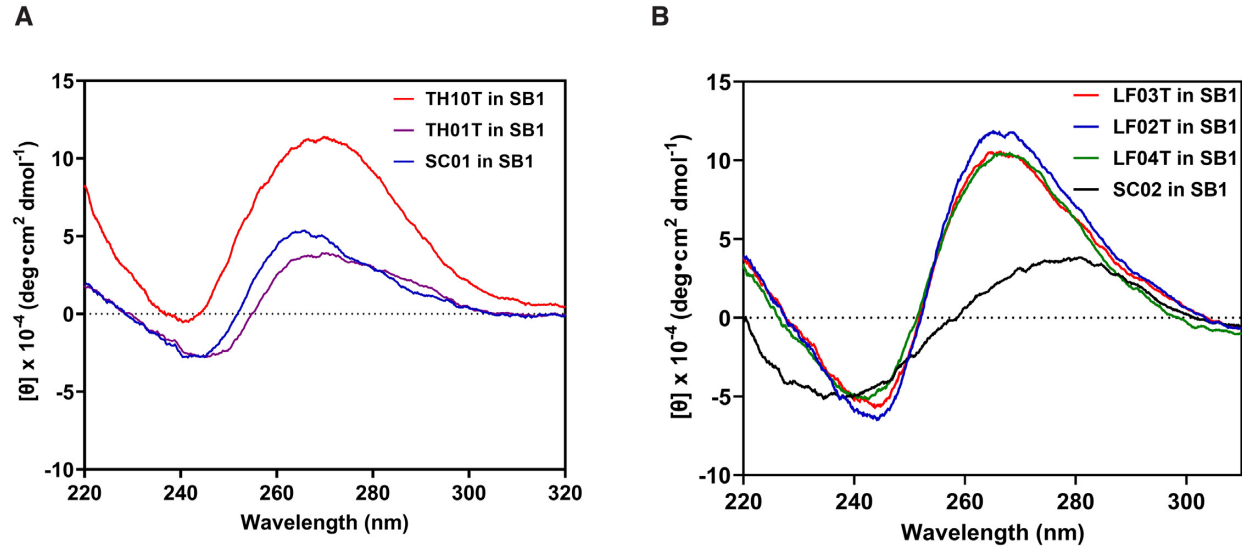 A
[θ] x 10⁻⁴ (deg•cm² dmol⁻¹)
15
10
5
0
-5
-10
220
240
260
280
300
320
Wavelength (nm)
TH10T in SB1
TH01T in SB1
SC01 in SB1
B
[θ] x 10⁻⁴ (deg•cm² dmol⁻¹)
15
10
5
0
-5
-10
220
240
260
280
300
Wavelength (nm)
LF03T in SB1
LF02T in SB1
LF04T in SB1
SC02 in SB1